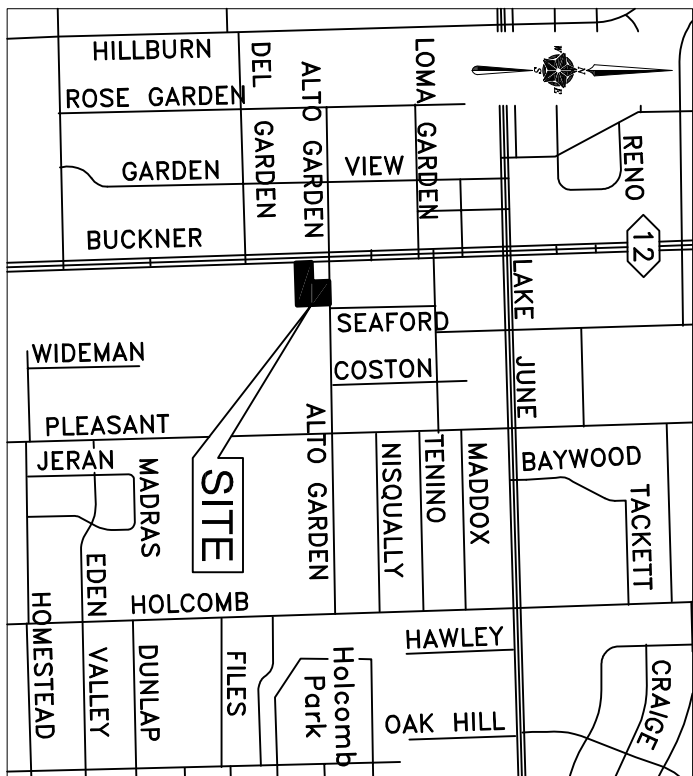 HILLBURN
ROSE GARDEN
DEL GARDEN
ALTO GARDEN
LOMA GARDEN
GARDEN VIEW
BUCKNER
N
E
S
W
RENO
12
LAKE JUNE
SEAFORD
COSTON
WIDEMAN
PLEASANT
JERAN
MADRAS
SITE
ALTO GARDEN
NISQUALLY
TENINO
MADDOX
BAYWOOD
TACKETT
EDEN VALLEY
HOLCOMB
HOMESTEAD
DUNLAP
FILES
Holcomb
Park
HAWLEY
OAK HILL
CRAIGE